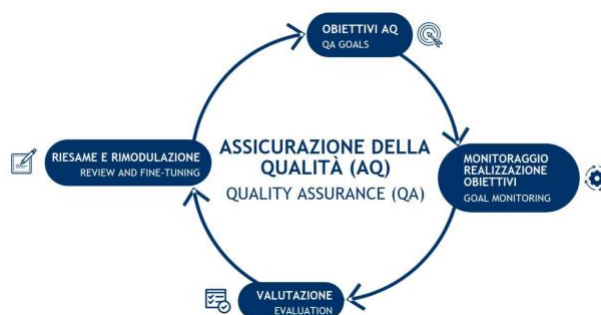 OBIETTIVI AQ
QA GOALS
RIESAME E RIMODULAZIONE
REVIEW AND FINE-TUNING
ASSICURAZIONE DELLA
QUALITÀ (AQ)
QUALITY ASSURANCE (QA)
MONITORAGGIO
REALIZZAZIONE
OBIETTIVI
GOAL MONITORING
VALUTAZIONE
EVALUATION